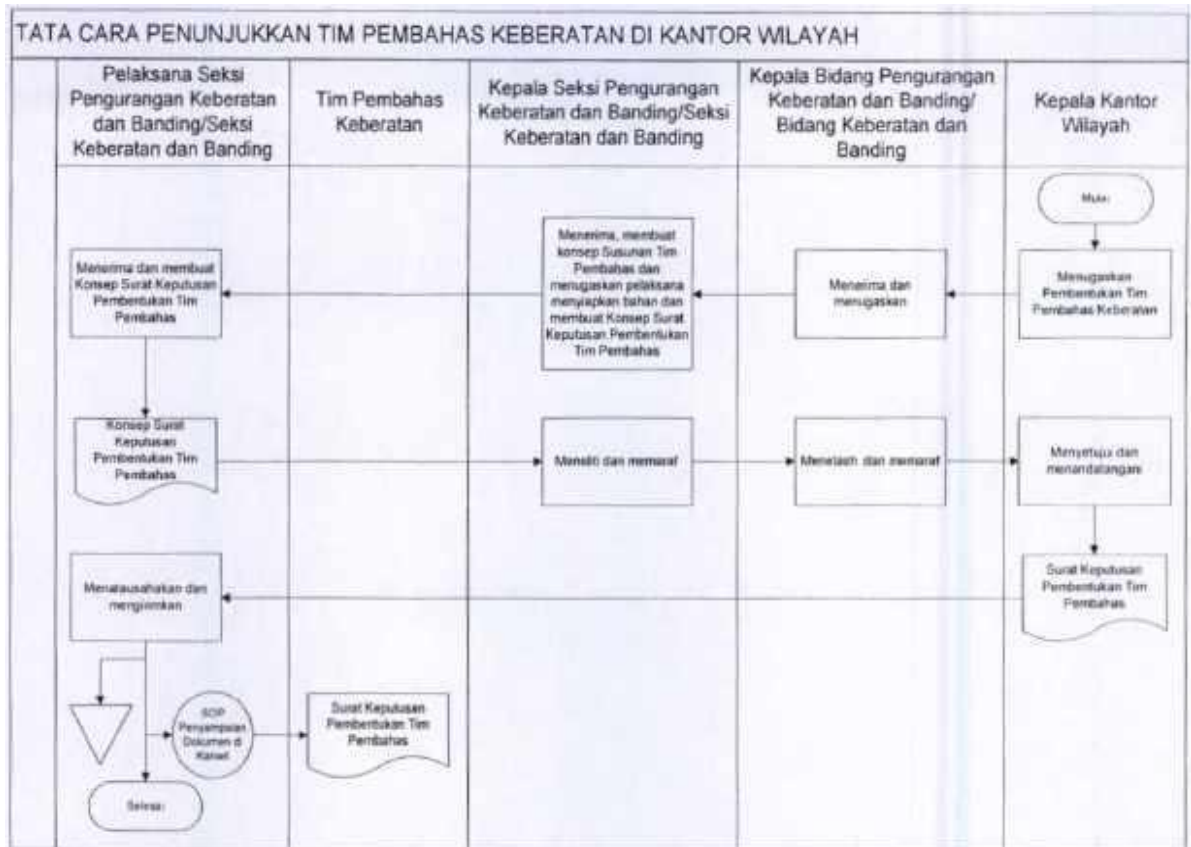 TATA CARA PENUNJUKKAN TIM PEMBAHAS KEBERATAN DI KANTOR WILAYAH
Pelaksana Seksi
Pengurangan Keberatan
dan Banding/Seksi
Keberatan dan Banding
Tim Pembahas
Keberatan
Kepala Seksi Pengurangan
Keberatan dan Banding/Seksi
Keberatan dan Banding
Kepala Bidang Pengurangan
Keberatan dan Banding/
Bidang Keberatan dan
Banding
Kepala Kantor
Wilayah
Mulai
Menugaskan
Pembentukan Tim
Pembahas Keberatan
Menerima dan
menugaskan
Menerima, membuat
konsep Susunan Tim
Pembahas dan
menugaskan pelaksana
menyiapkan bahan dan
membuat Konsep Surat
Keputusan Pembentukan
Tim Pembahas
Menerima dan membuat
Konsep Surat Keputusan
Pembentukan Tim
Pembahas
Konsep Surat
Keputusan
Pembentukan Tim
Pembahas
Meneliti dan memaraf
Menelaah dan memaraf
Menyetujui dan
menandatangani
Surat Keputusan
Pembentukan Tim
Pembahas
Menatausahakan dan
mengirimkan
SOP
Penyampaian
Dokumen di
Kanwil
Surat Keputusan
Pembentukan Tim
Pembahas
Selesai